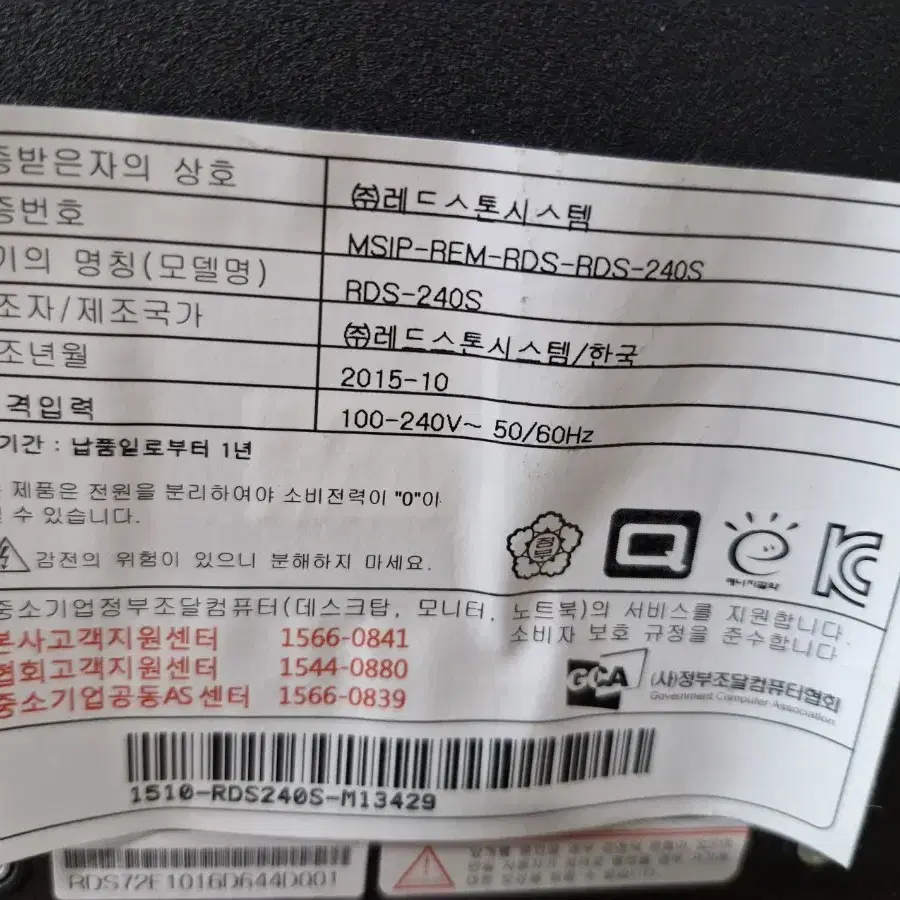 증받은자의 상호
㈜레드스톤시스템
증번호
MSIP-REM-RDS-RDS-240S
기의 명칭(모델명)
RDS-240S
조자/제조국가
㈜레드스톤시스템/한국
조년월
2015-10
격입력
100-240V~ 50/60Hz
기간 : 납품일로부터 1년
제품은 전원을 분리하여야 소비전력이 "0"이
수 있습니다.
감전의 위험이 있으니 분해하지 마세요.
정부
Q
에너지절약
중소기업정부조달컴퓨터(데스크탑, 모니터, 노트북)의 서비스를 지원합니다.
소비자 보호 규정을 준수합니다
본사고객지원센터 1566-0841
협회고객지원센터 1544-0880
중소기업공동AS센터 1566-0839
GCA (사)정부조달컴퓨터협회
Government Computer Association
1510-RDS240S-M13429
RDS72E1016D644D001